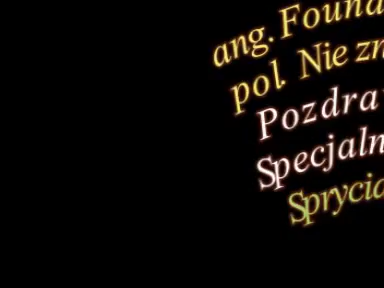 ang. Found
pol. Nie zn
Pozdra
Specjaln
Sprycia